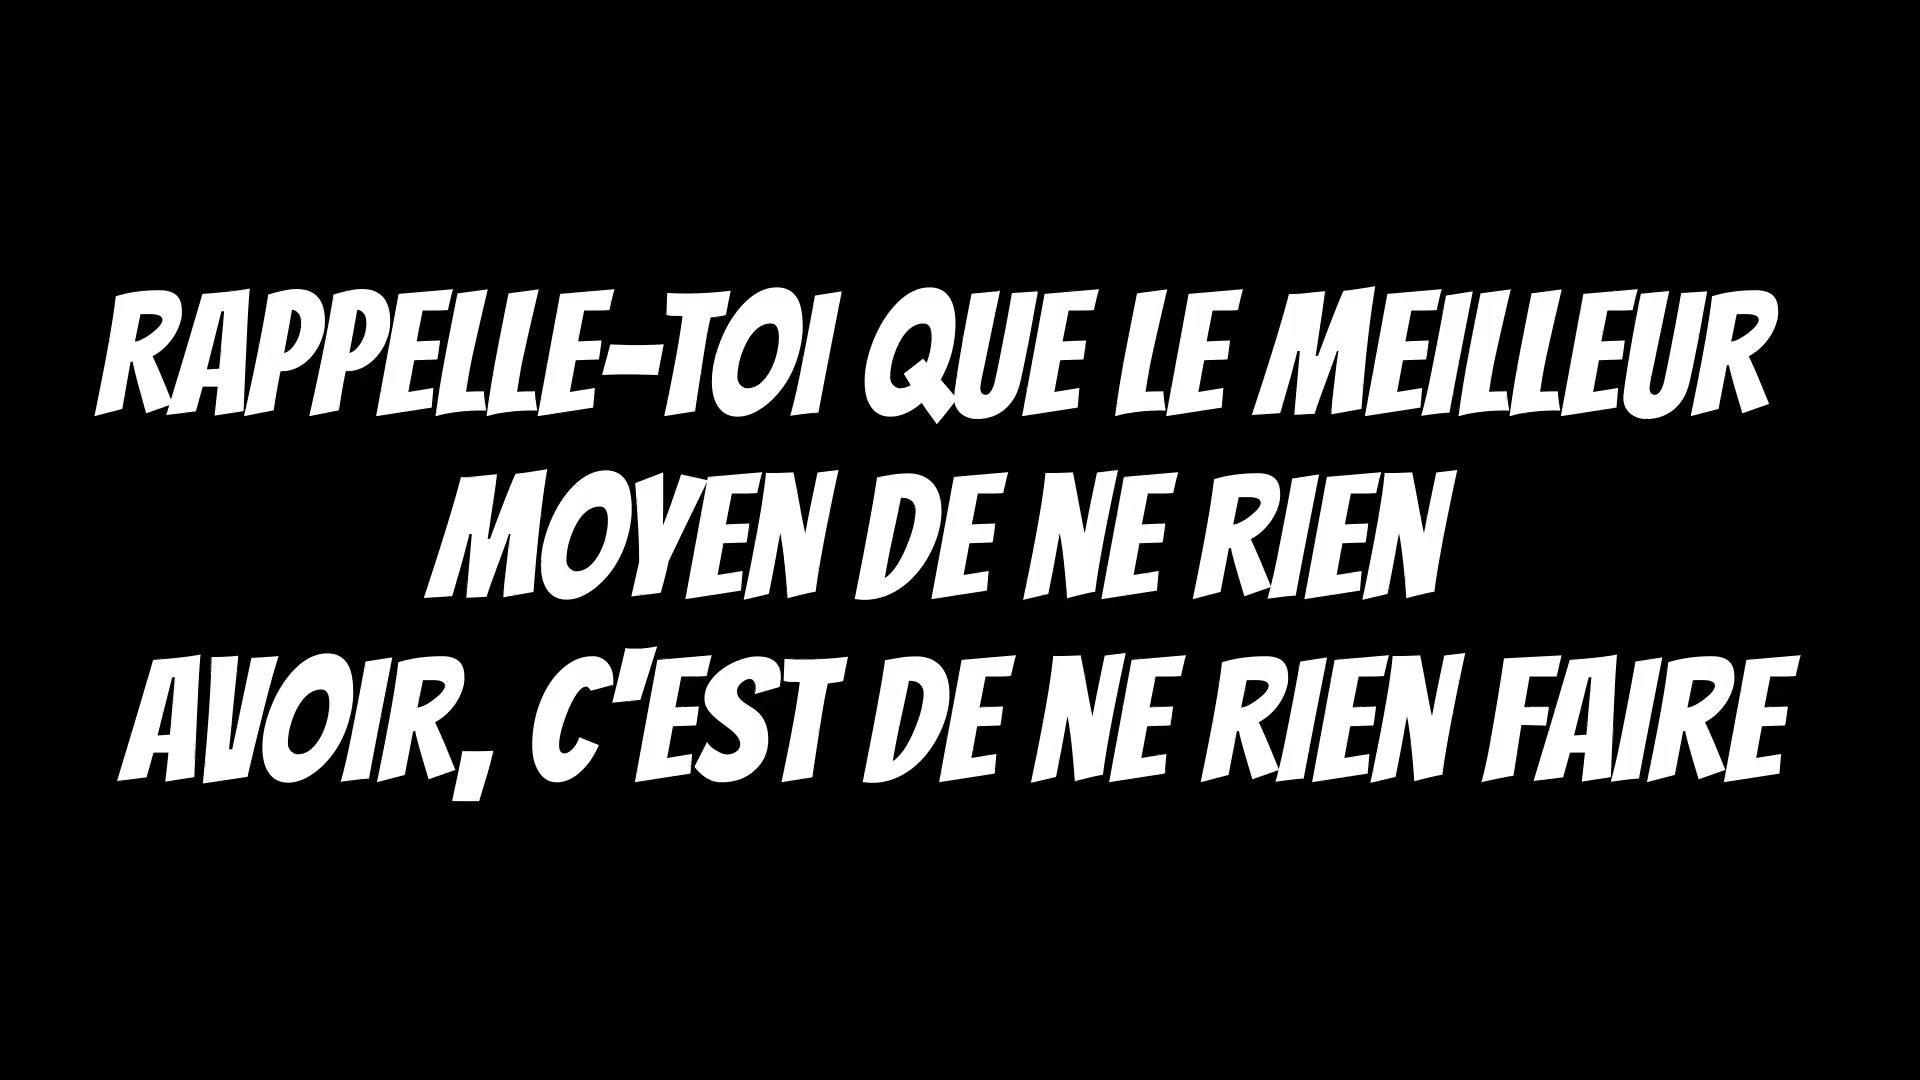 RAPPELLE-TOI QUE LE MEILLEUR
MOYEN DE NE RIEN
AVOIR, C'EST DE NE RIEN FAIRE